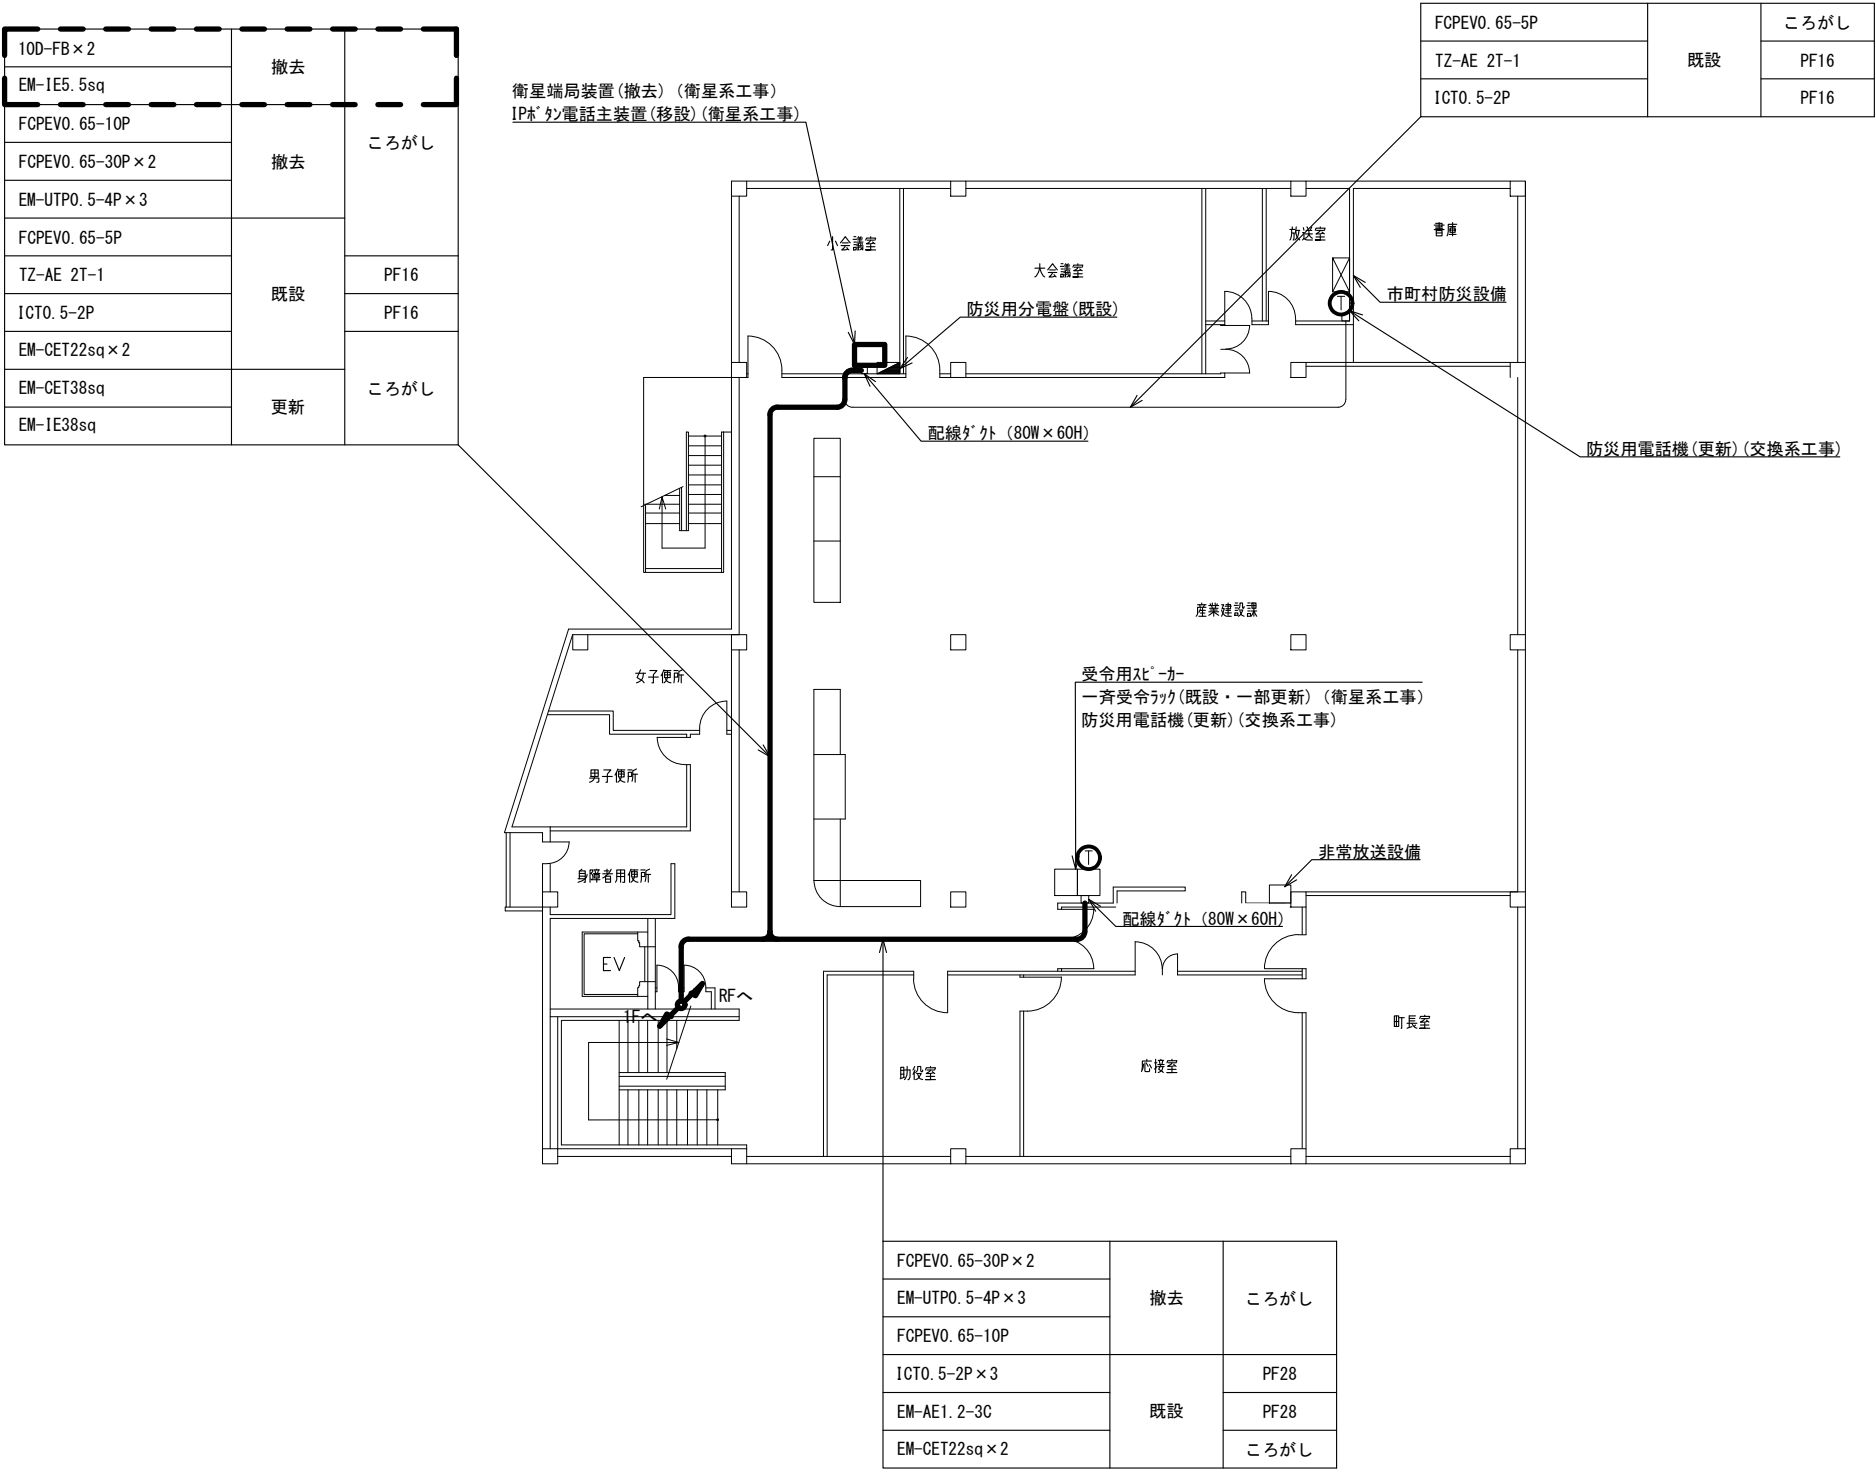 10D-FB×2
撤去
EM-IE5.5sq
FCPEV0.65-10P
撤去
ころがし
FCPEV0.65-30P×2
EM-UTP0.5-4P×3
FCPEV0.65-5P
既設
TZ-AE 2T-1
PF16
ICT0.5-2P
PF16
EM-CET22sq×2
ころがし
EM-CET38sq
更新
EM-IE38sq
衛星端局装置(撤去)(衛星系工事)
IPﾎﾞﾀﾝ電話主装置(移設)(衛星系工事)
FCPEV0.65-5P
既設
ころがし
TZ-AE 2T-1
PF16
ICT0.5-2P
PF16
小会議室
大会議室
放送室
書庫
市町村防災設備
防災用分電盤(既設)
配線ﾀﾞｸﾄ (80W×60H)
防災用電話機(更新)(交換系工事)
T
産業建設課
女子便所
受令用ｽﾋﾟｰｶｰ
一斉受令ﾗｯｸ(既設・一部更新)(衛星系工事)
防災用電話機(更新)(交換系工事)
男子便所
T
非常放送設備
身障者用便所
配線ﾀﾞｸﾄ (80W×60H)
EV
RFへ
1Fへ
町長室
助役室
応接室
FCPEV0.65-30P×2
撤去
ころがし
EM-UTP0.5-4P×3
FCPEV0.65-10P
ICT0.5-2P×3
既設
PF28
EM-AE1.2-3C
PF28
EM-CET22sq×2
ころがし